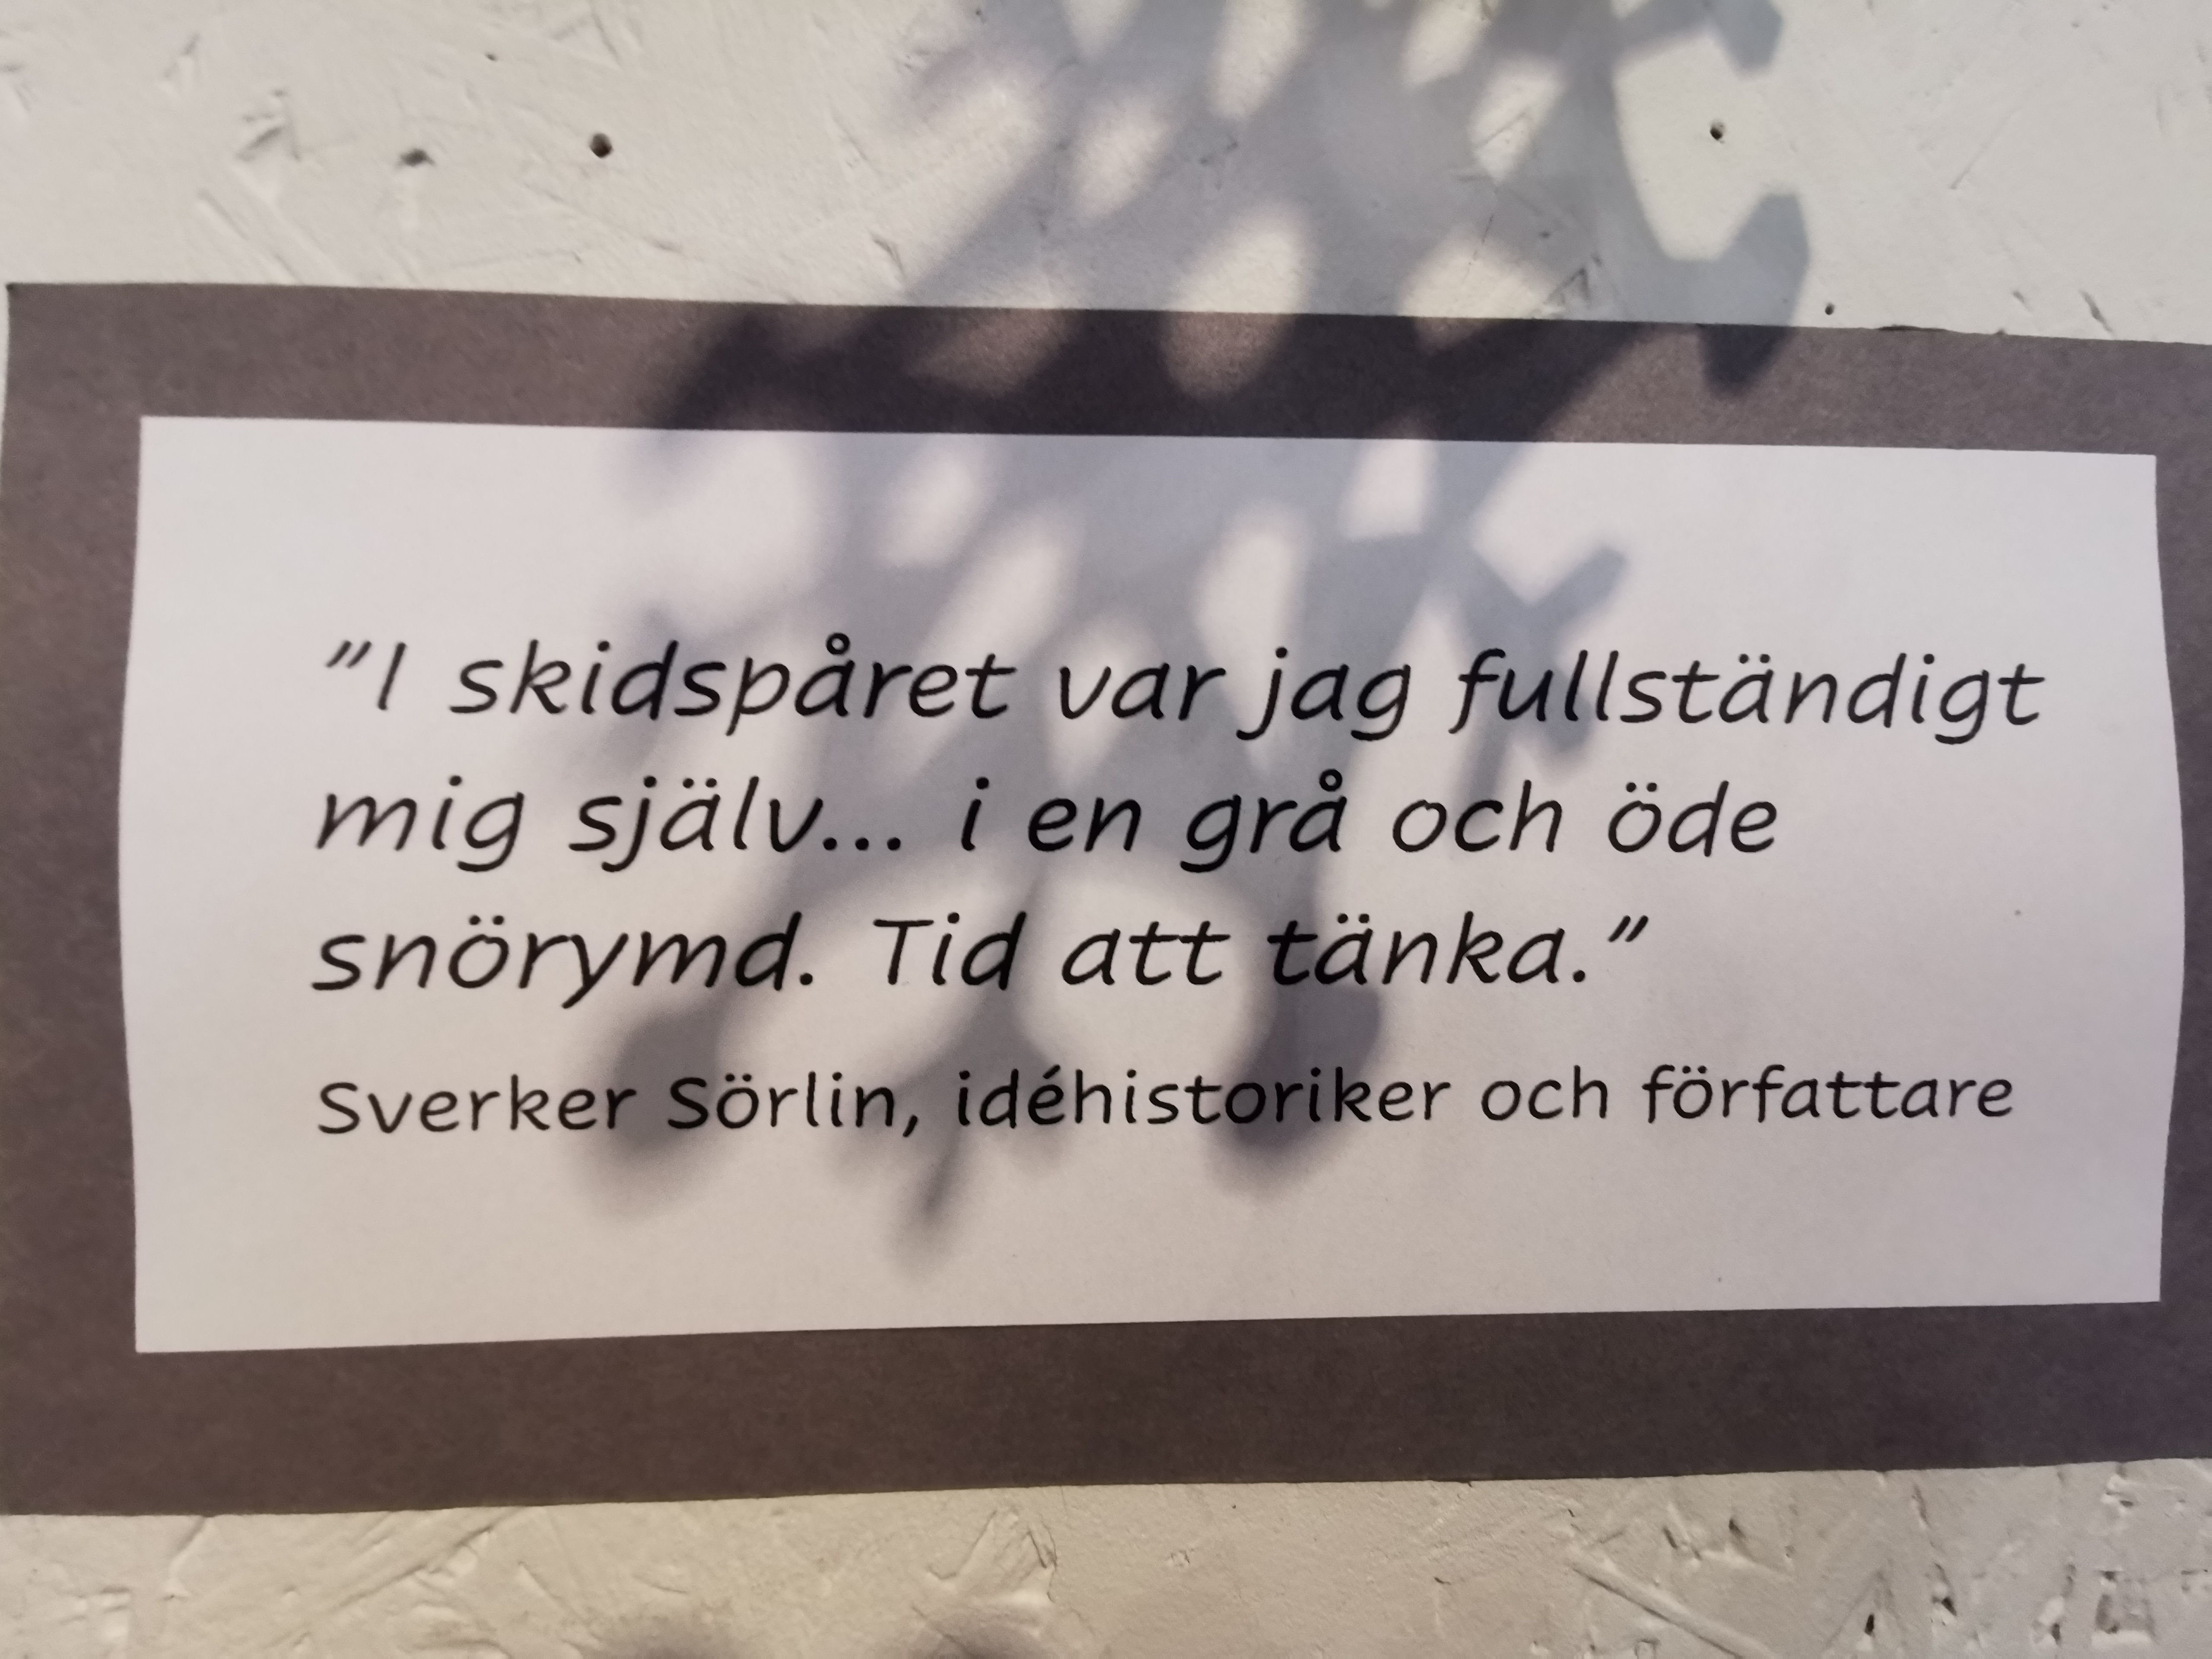 ”I skidspåret var jag fullständigt
mig själv... i en grå och öde
snörymd. Tid att tänka.”
Sverker Sörlin, idéhistoriker och författare